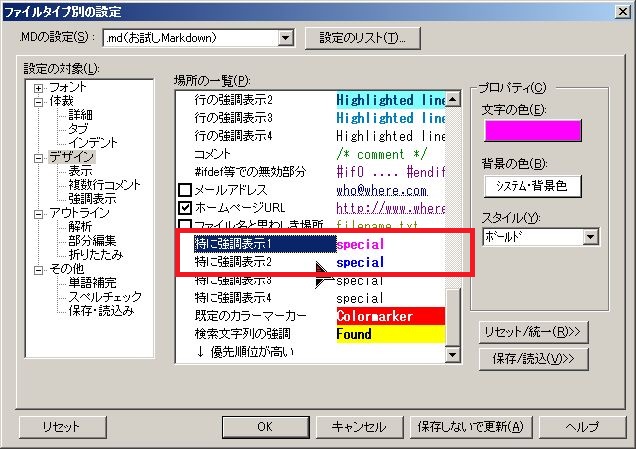 ファイルタイプ別の設定
.MDの設定(S):
.md(お試しMarkdown)
設定のリスト(T)...
設定の対象(L):
フォント
体裁
詳細
タブ
インデント
デザイン
表示
複数行コメント
強調表示
アウトライン
解析
部分編集
折りたたみ
その他
単語補完
スペルチェック
保存・読込み
場所の一覧(P):
行の強調表示2 Highlighted line
行の強調表示3 Highlighted line
行の強調表示4 Highlighted line
コメント /* comment */
#ifdef等での無効部分 #if0 .... #endif
メールアドレス who@where.com
ホームページURL http://www.where
ファイル名と思わしき場所 filename.txt
特に強調表示1 special
特に強調表示2 special
特に強調表示3 special
特に強調表示4 special
既定のカラーマーカー Colormarker
検索文字列の強調 Found
↓ 優先順位が高い
プロパティ(C)
文字の色(E):
背景の色(B):
システム・背景色
スタイル(Y):
ボールド
リセット/統一(R)>>
保存/読込(V)>>
リセット
OK
キャンセル
保存しないで更新(A)
ヘルプ